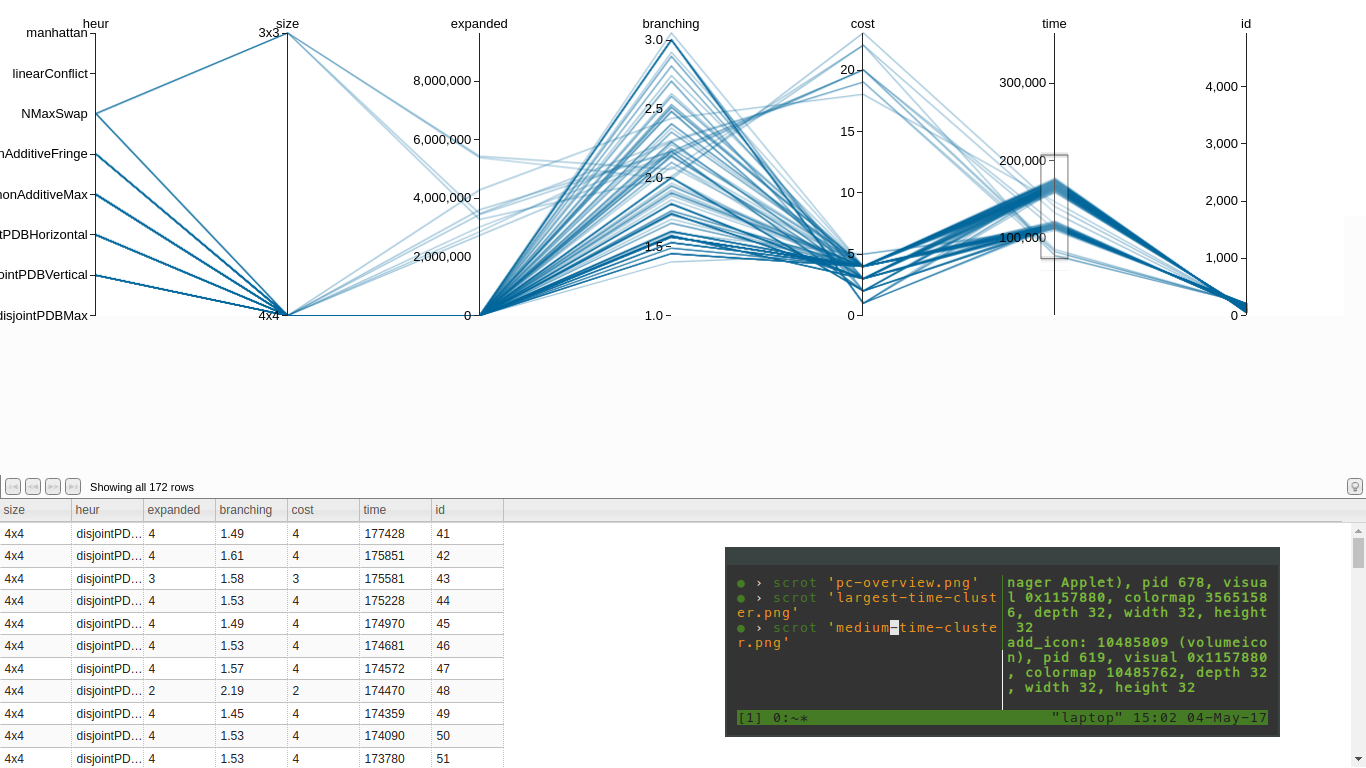 heur size expanded branching cost time id
manhattan
linearConflict
NMaxSwap
nAdditiveFringe
nonAdditiveMax
tPDBHorizontal
ointPDBVertical
disjointPDBMax
3x3
4x4
8,000,000
6,000,000
4,000,000
2,000,000
0
3.0
2.5
2.0
1.5
1.0
20
15
10
5
0
300,000
200,000
100,000
4,000
3,000
2,000
1,000
0
Showing all 172 rows
size heur expanded branching cost time id
4x4 disjointPD... 4 1.49 4 177428 41
4x4 disjointPD... 4 1.61 4 175851 42
4x4 disjointPD... 3 1.58 3 175581 43
4x4 disjointPD... 4 1.53 4 175228 44
4x4 disjointPD... 4 1.49 4 174970 45
4x4 disjointPD... 4 1.53 4 174681 46
4x4 disjointPD... 4 1.57 4 174572 47
4x4 disjointPD... 2 2.19 2 174470 48
4x4 disjointPD... 4 1.45 4 174359 49
4x4 disjointPD... 4 1.53 4 174090 50
4x4 disjointPD... 4 1.53 4 173780 51
● › scrot 'pc-overview.png'
● › scrot 'largest-time-clust
er.png'
● › scrot 'medium-time-cluste
r.png'
nager Applet), pid 678, visua
l 0x1157880, colormap 3565158
6, depth 32, width 32, height
32
add_icon: 10485809 (volumeico
n), pid 619, visual 0x1157880
, colormap 10485762, depth 32
, width 32, height 32
[1] 0:~* "laptop" 15:02 04-May-17